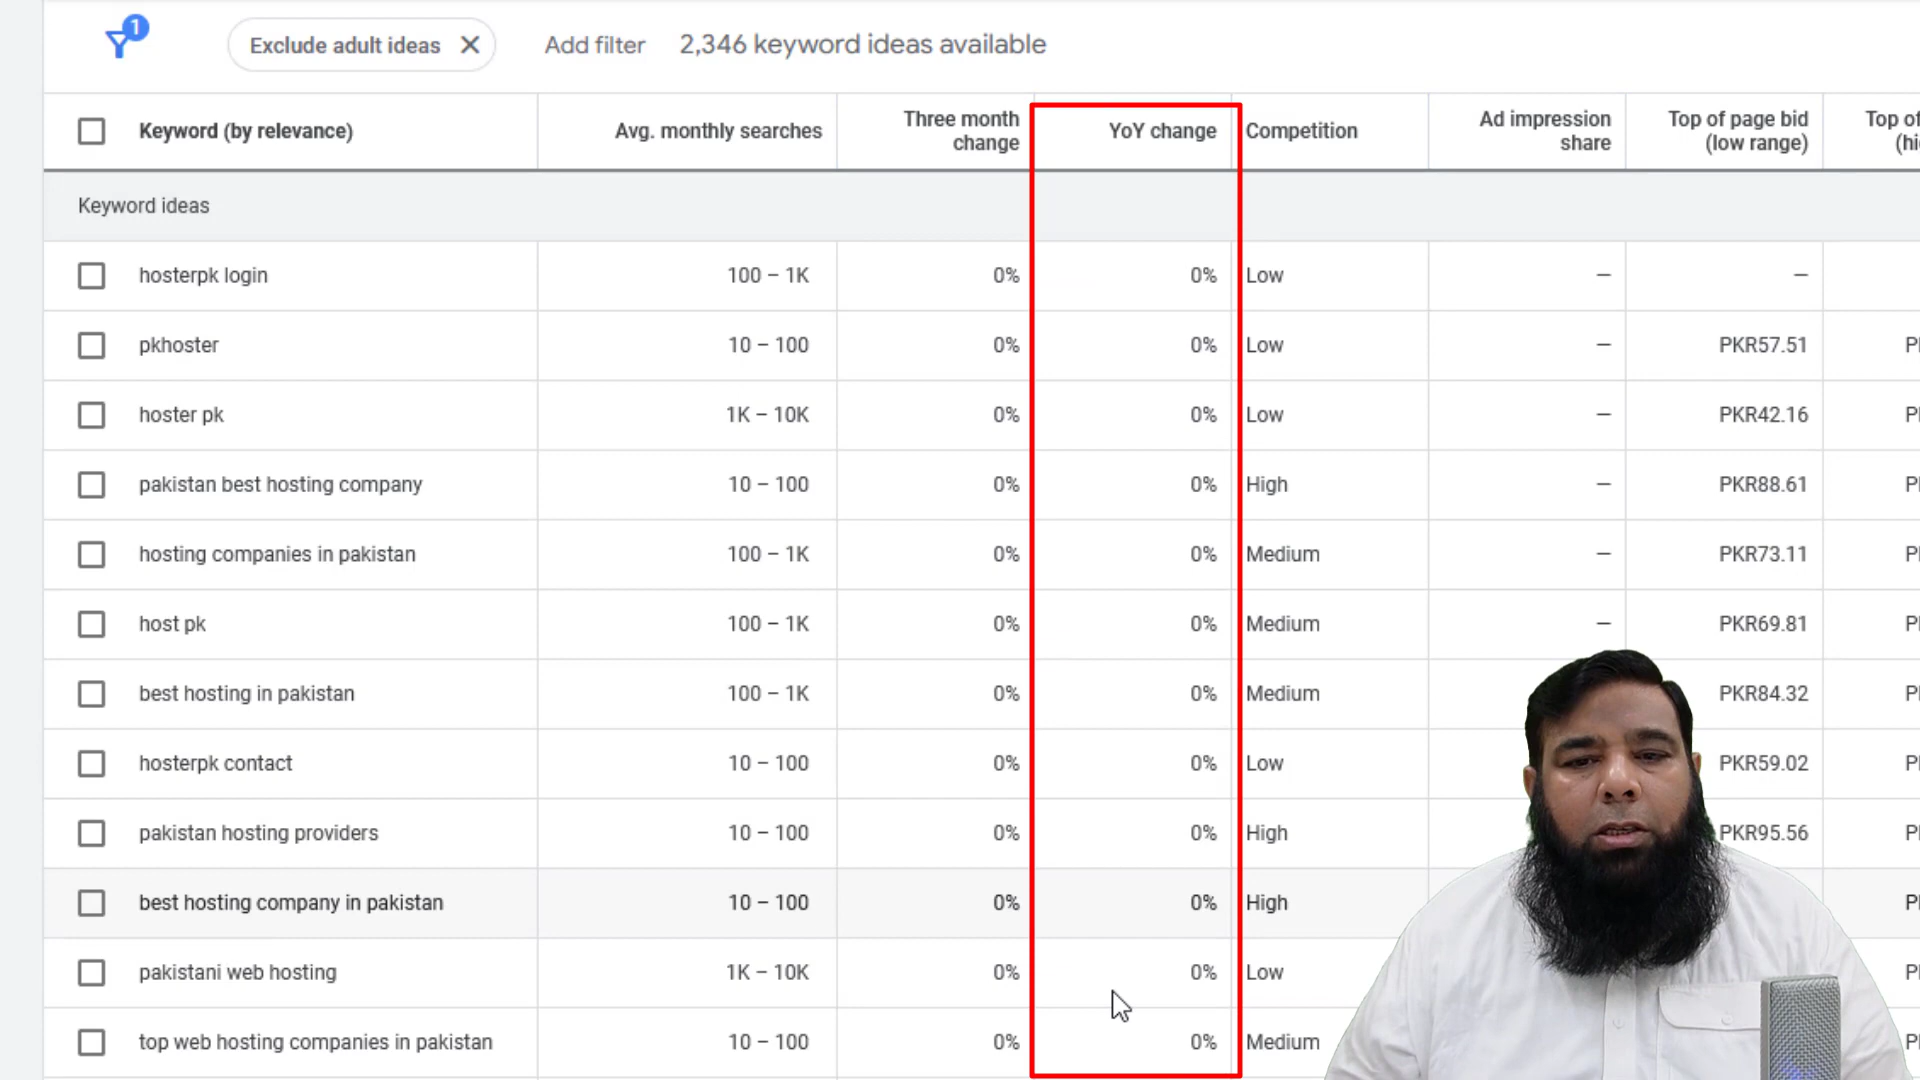 1
Exclude adult ideas
Add filter
2,346 keyword ideas available
Keyword (by relevance) Avg. monthly searches Three month change YoY change Competition Ad impression share Top of page bid (low range) Top of
Keyword ideas
hosterpk login 100 – 1K 0% 0% Low — —
pkhoster 10 – 100 0% 0% Low — PKR57.51
hoster pk 1K – 10K 0% 0% Low — PKR42.16
pakistan best hosting company 10 – 100 0% 0% High — PKR88.61
hosting companies in pakistan 100 – 1K 0% 0% Medium — PKR73.11
host pk 100 – 1K 0% 0% Medium — PKR69.81
best hosting in pakistan 100 – 1K 0% 0% Medium PKR84.32
hosterpk contact 10 – 100 0% 0% Low PKR59.02
pakistan hosting providers 10 – 100 0% 0% High PKR95.56
best hosting company in pakistan 10 – 100 0% 0% High
pakistani web hosting 1K – 10K 0% 0% Low
top web hosting companies in pakistan 10 – 100 0% 0% Medium